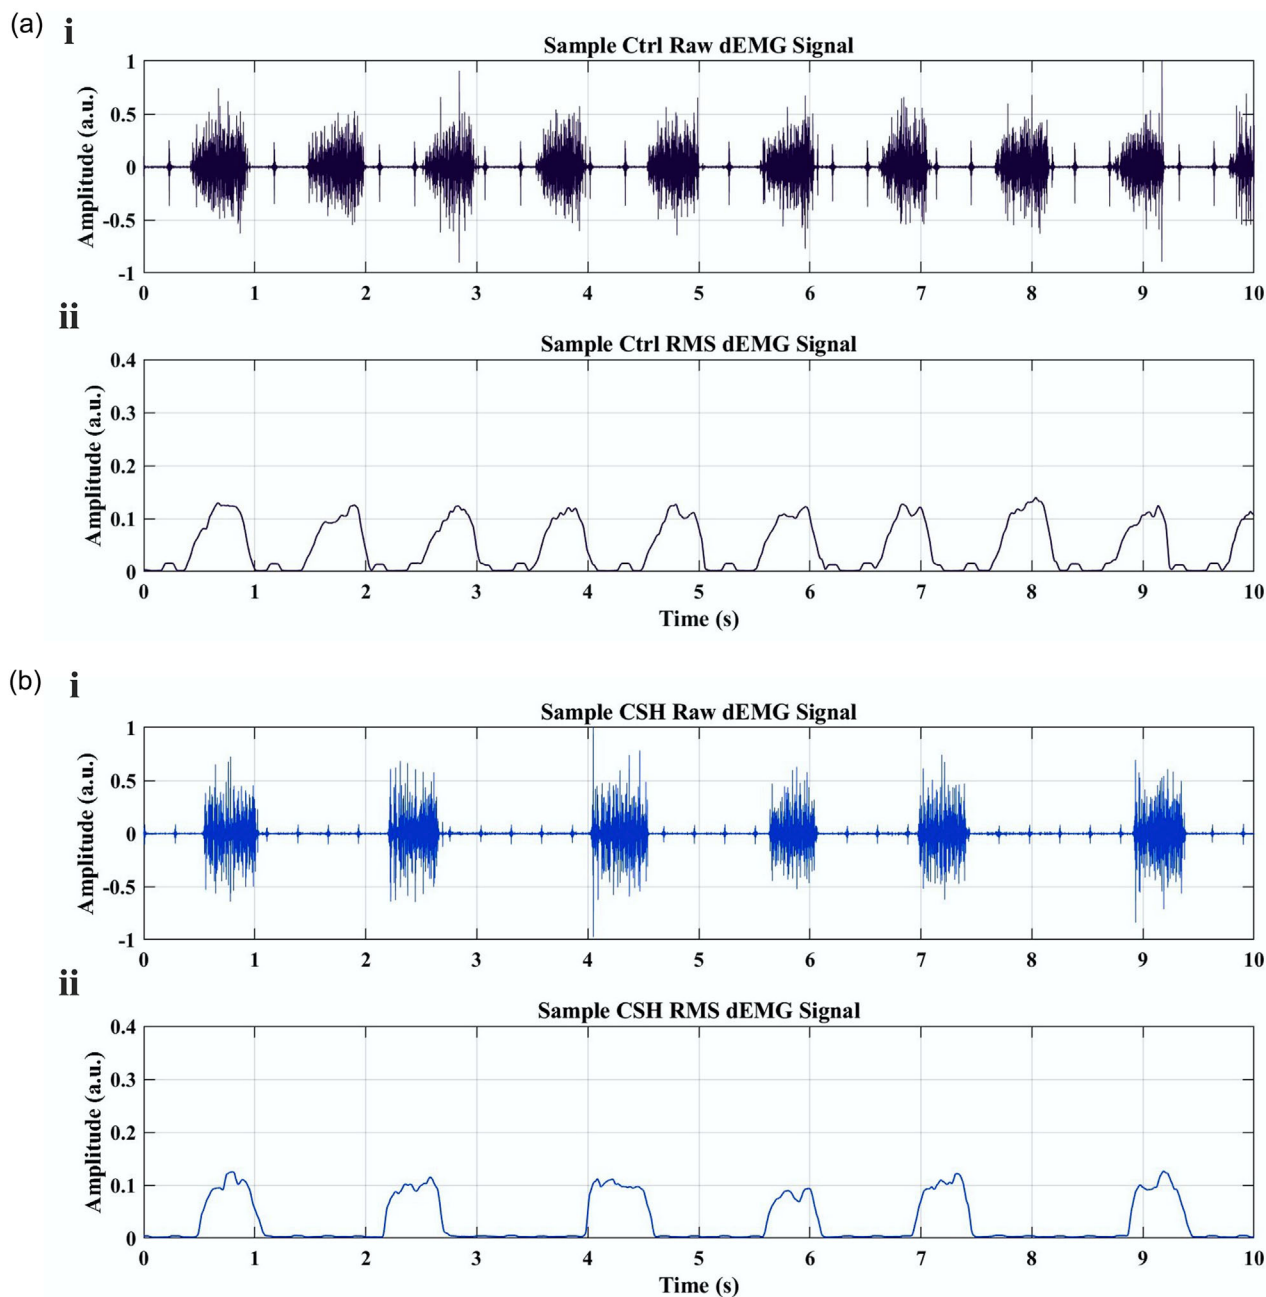 (a) i
Sample Ctrl Raw dEMG Signal
Amplitude (a.u.)
1
0.5
0
-0.5
-1
0 1 2 3 4 5 6 7 8 9 10
ii
Sample Ctrl RMS dEMG Signal
Amplitude (a.u.)
0.4
0.3
0.2
0.1
0
0 1 2 3 4 5 6 7 8 9 10
Time (s)
(b) i
Sample CSH Raw dEMG Signal
Amplitude (a.u.)
1
0.5
0
-0.5
-1
0 1 2 3 4 5 6 7 8 9 10
ii
Sample CSH RMS dEMG Signal
Amplitude (a.u.)
0.4
0.3
0.2
0.1
0
0 1 2 3 4 5 6 7 8 9 10
Time (s)